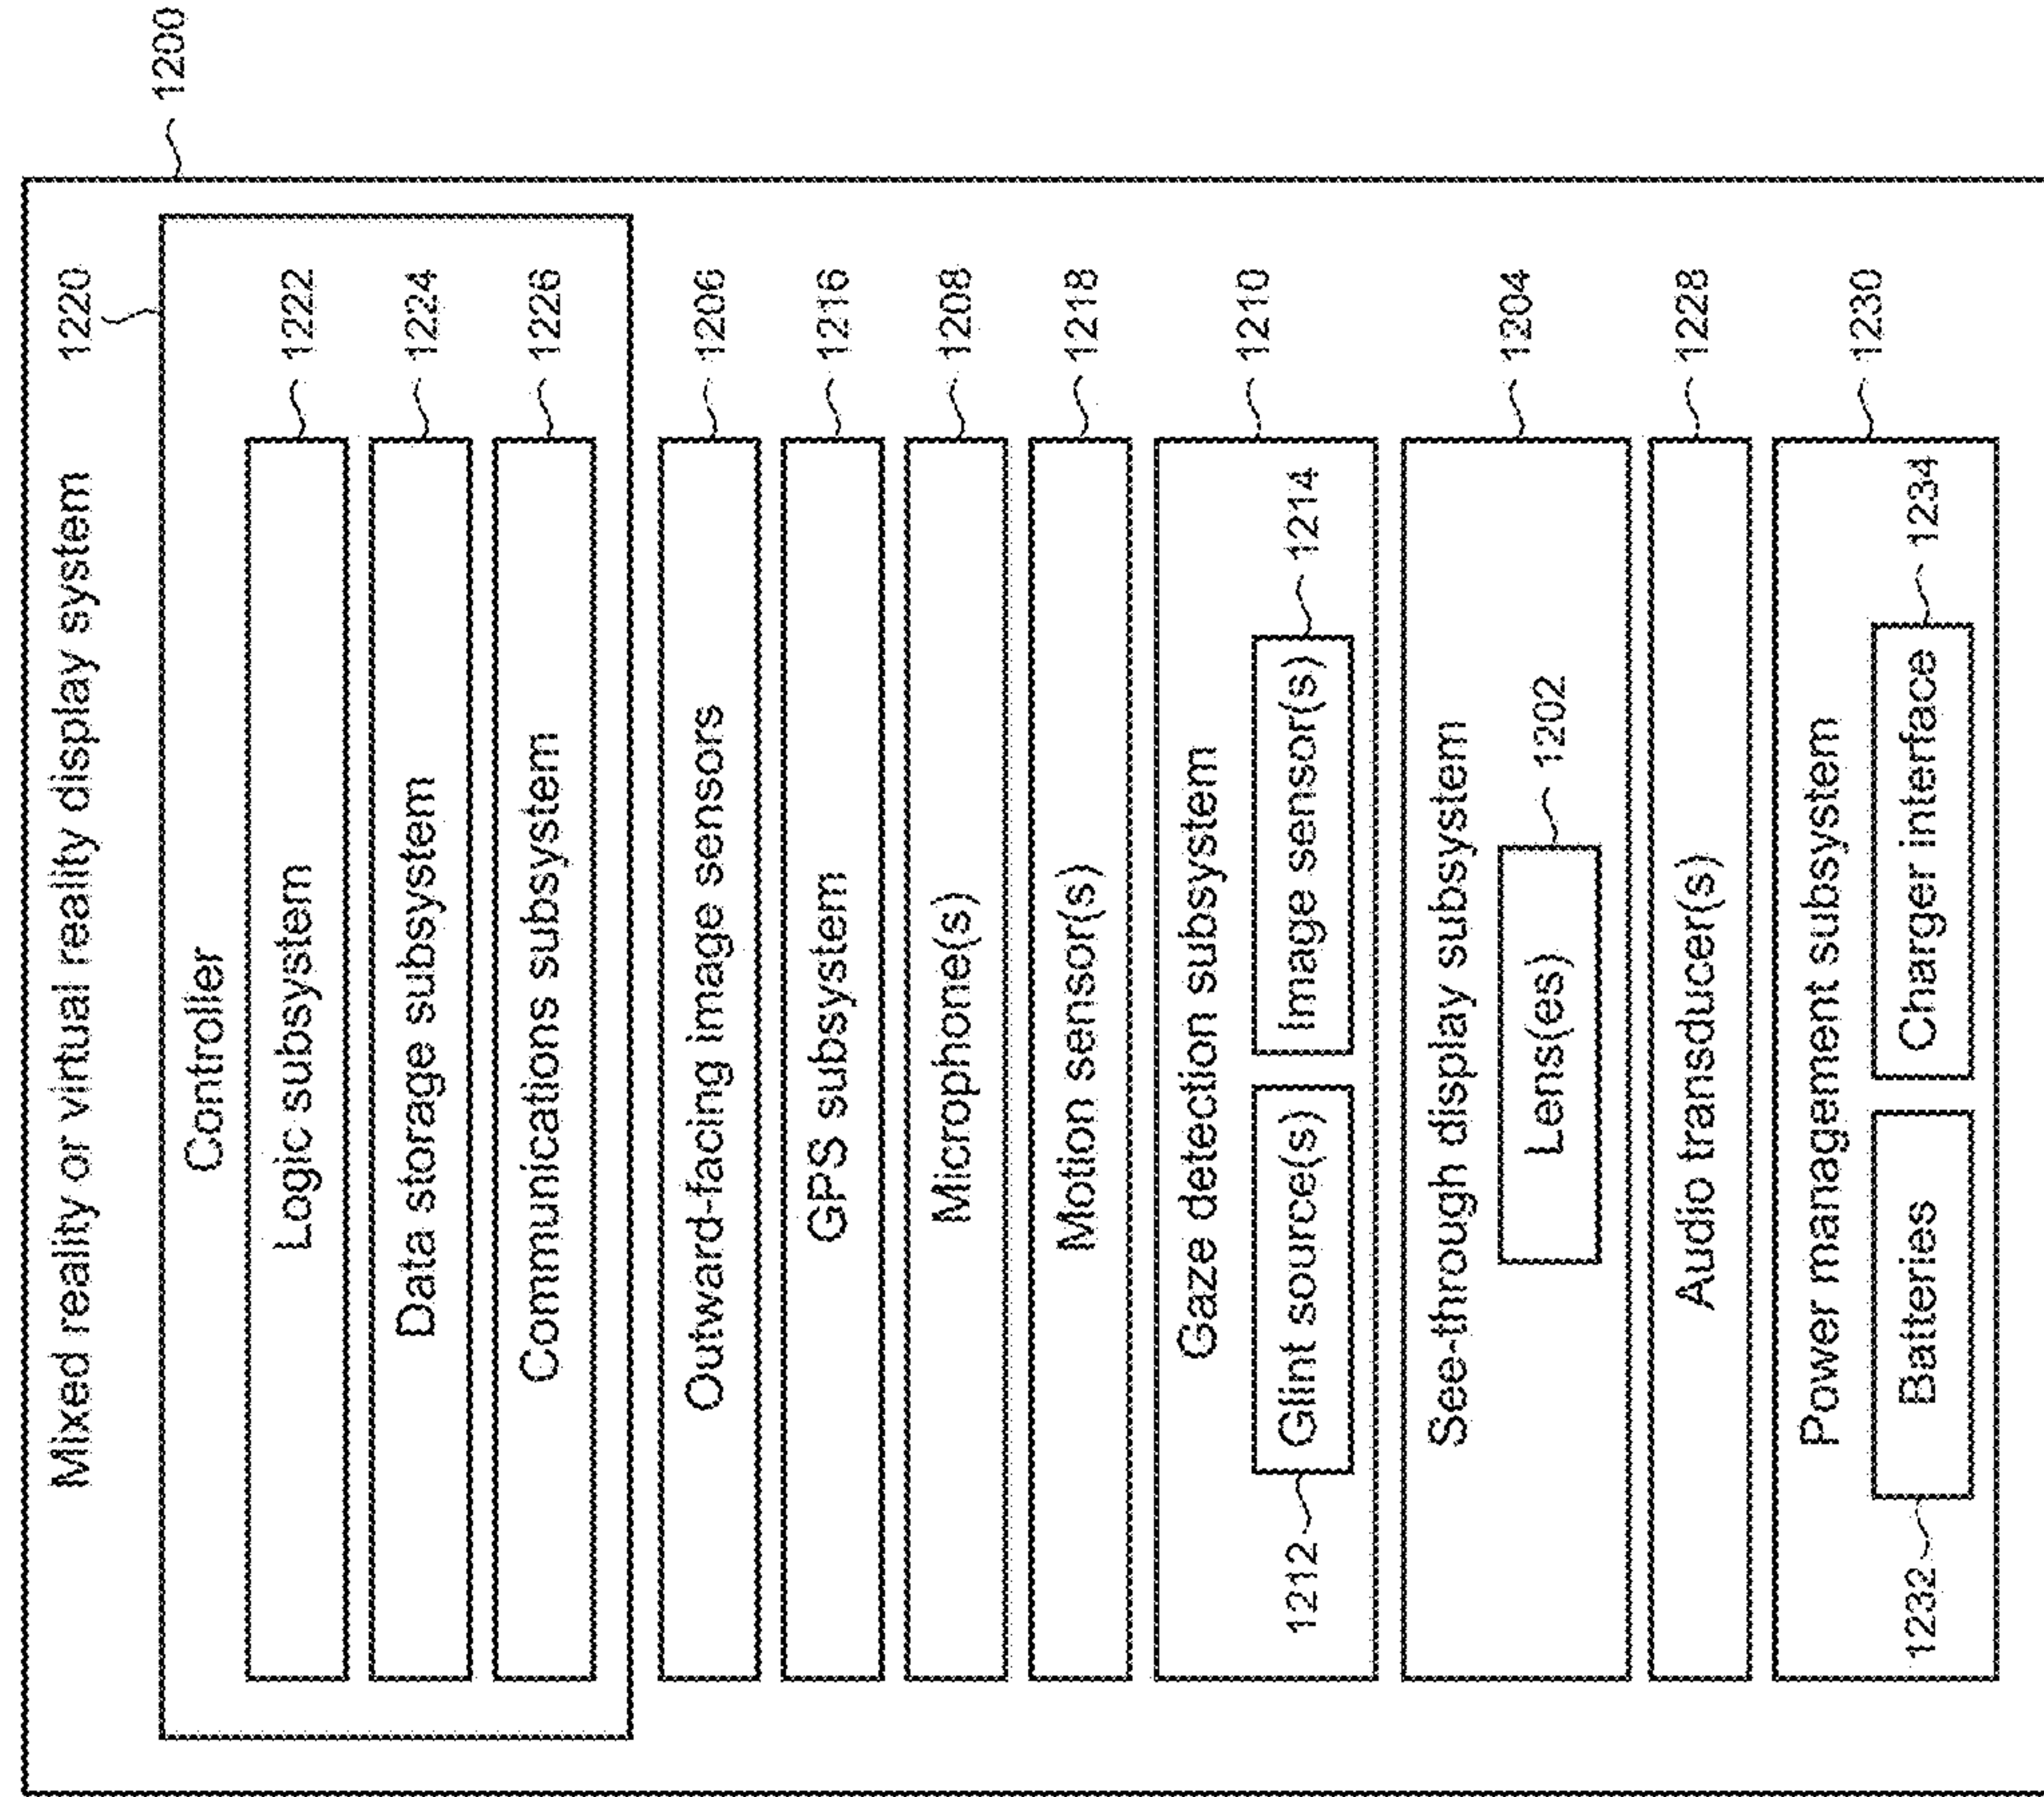 1200
Mixed reality or virtual reality display system 1220
Controller
Logic subsystem 1222
Data storage subsystem 1224
Communications subsystem 1226
Outward-facing image sensors 1206
GPS subsystem 1216
Microphone(s) 1208
Motion sensor(s) 1218
Gaze detection subsystem 1210
1212 Glint source(s) Image sensor(s) 1214
See-through display subsystem 1204
Lens(es) 1202
Audio transducer(s) 1228
Power management subsystem 1230
1232 Batteries Charger interface 1234